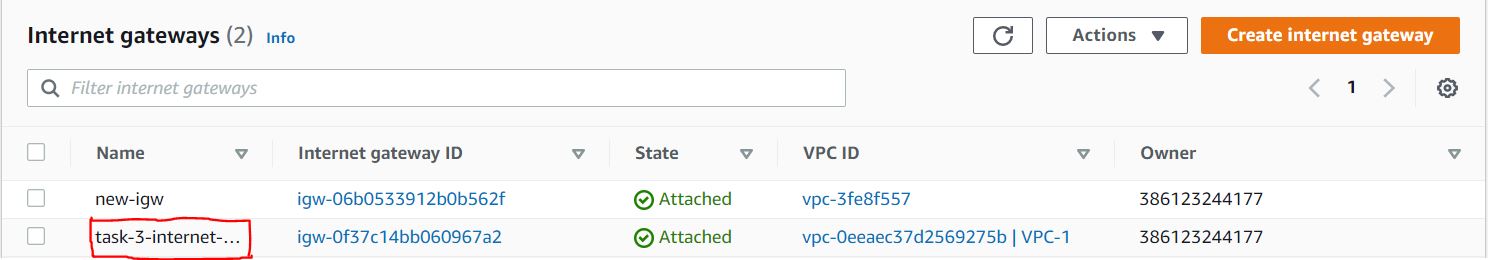 Internet gateways (2) Info Actions Create internet gateway
Filter internet gateways 1
Name Internet gateway ID State VPC ID Owner
new-igw igw-06b0533912b0b562f Attached vpc-3fe8f557 386123244177
task-3-internet-... igw-0f37c14bb060967a2 Attached vpc-0eeaec37d2569275b | VPC-1 386123244177